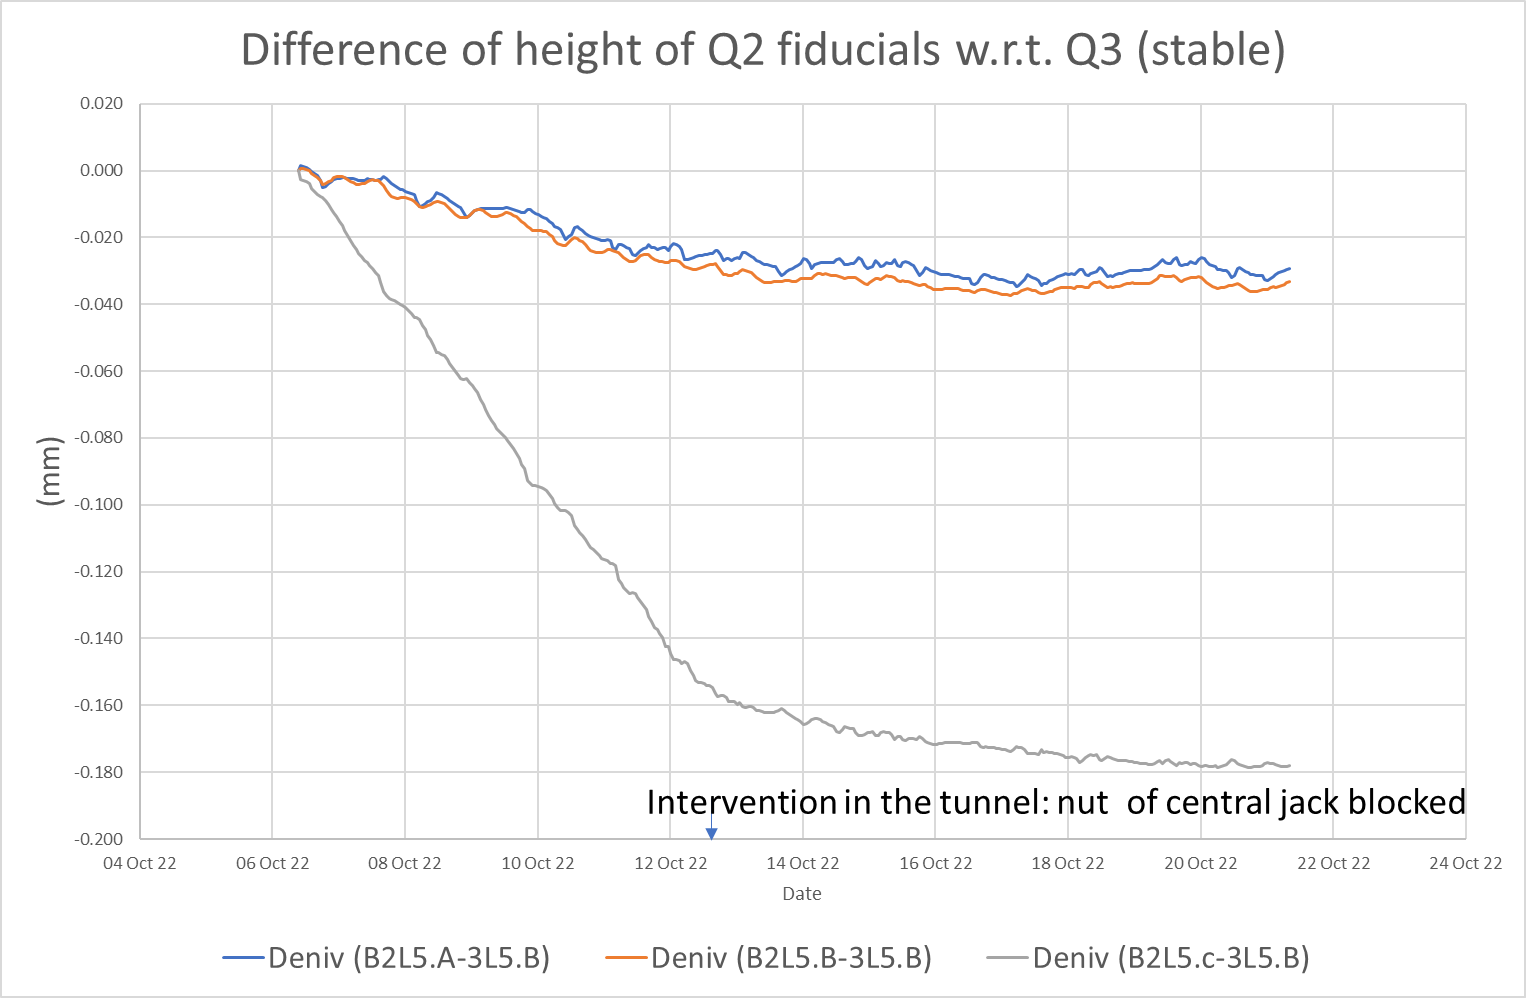 Difference of height of Q2 fiducials w.r.t. Q3 (stable)
0.020
0.000
-0.020
-0.040
-0.060
-0.080
-0.100
-0.120
-0.140
-0.160
-0.180
-0.200
(mm)
Intervention in the tunnel: nut of central jack blocked
04 Oct 22 06 Oct 22 08 Oct 22 10 Oct 22 12 Oct 22 14 Oct 22 16 Oct 22 18 Oct 22 20 Oct 22 22 Oct 22 24 Oct 22
Date
Deniv (B2L5.A-3L5.B) Deniv (B2L5.B-3L5.B) Deniv (B2L5.c-3L5.B)